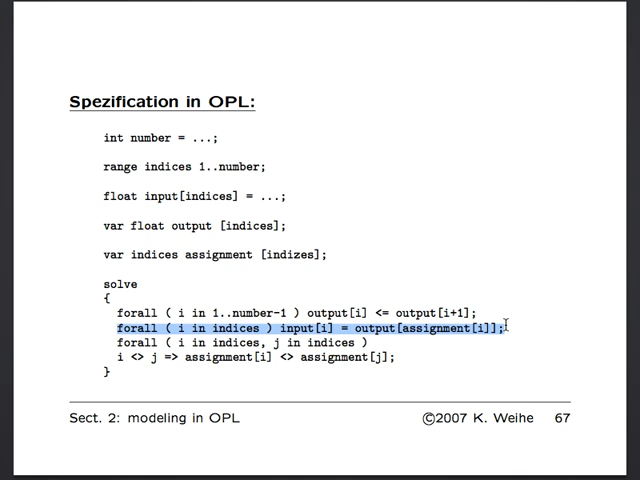 Spezification in OPL:
int number = ...;
range indices 1..number;
float input[indices] = ...;
var float output [indices];
var indices assignment [indizes];
solve
{
forall ( i in 1..number-1 ) output[i] <= output[i+1];
forall ( i in indices ) input[i] = output[assignment[i]];
forall ( i in indices, j in indices )
i <> j => assignment[i] <> assignment[j];
}
Sect. 2: modeling in OPL ©2007 K. Weihe 67